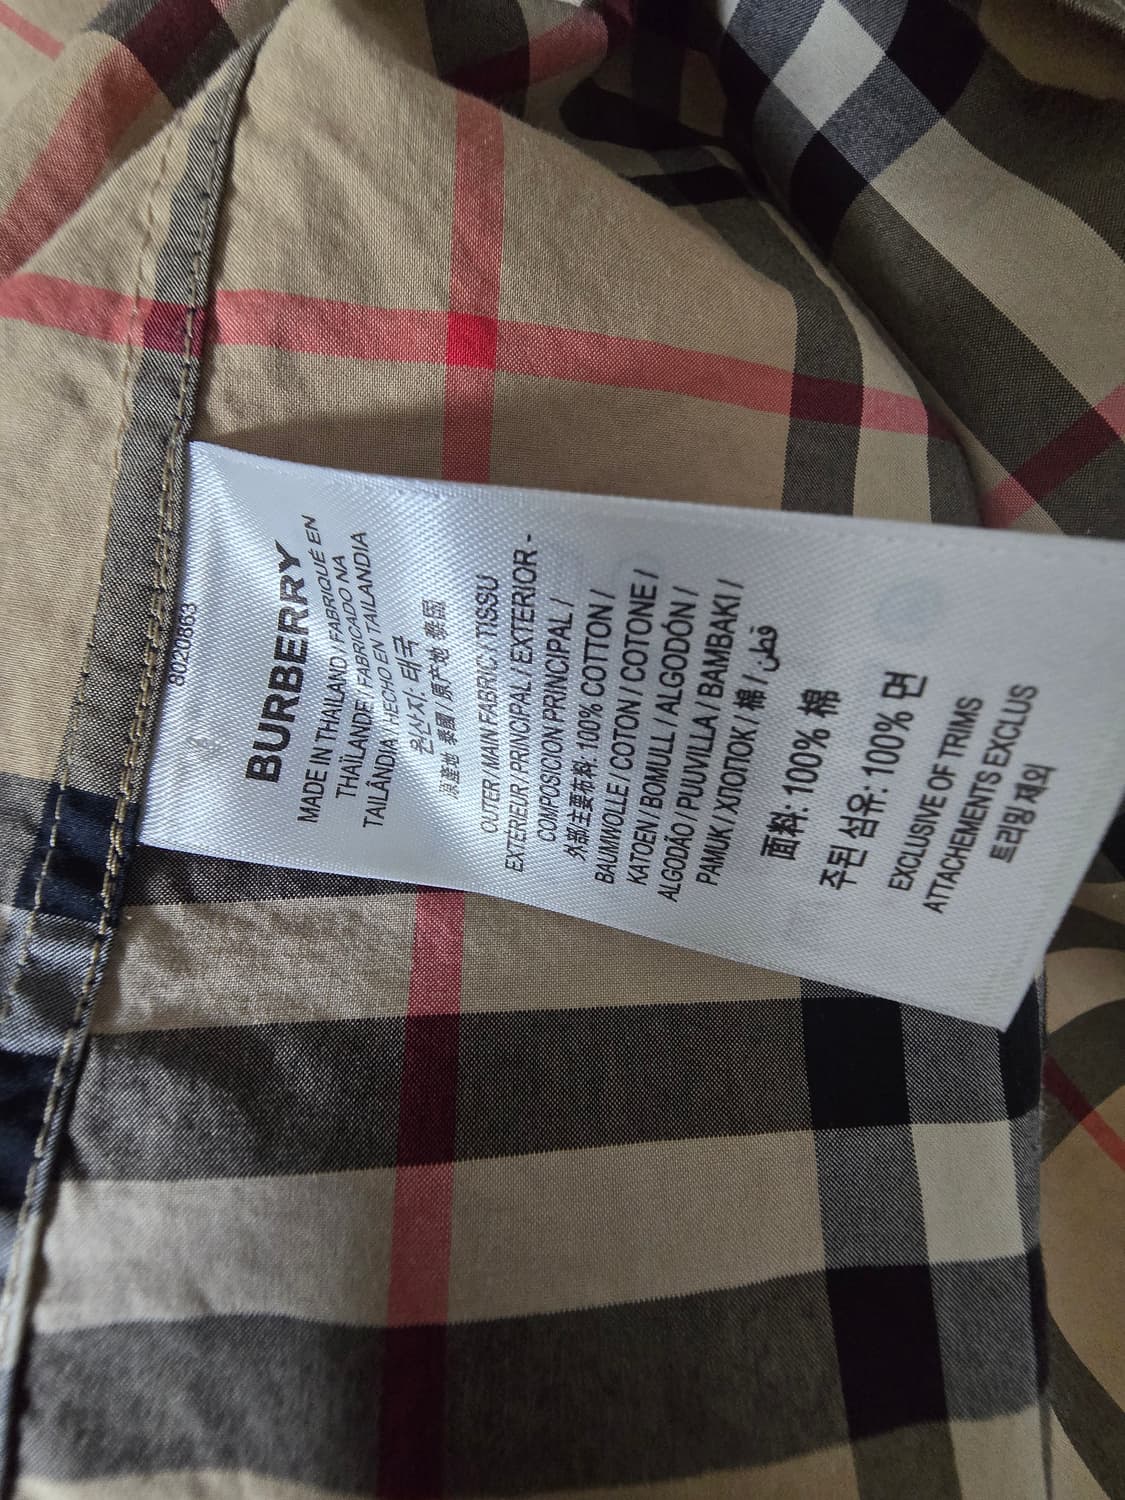 8020863
BURBERRY
MADE IN THAILAND / FABRIQUÉ EN
THAÏLANDE / FABRICADO NA
TAILÂNDIA / HECHO EN TAILANDIA
원산지: 태국
原産地 泰國 / 原产地 泰国
OUTER / MAIN FABRIC / TISSU
EXTERIEUR / PRINCIPAL / EXTERIOR -
COMPOSICION PRINCIPAL /
外部主要布料: 100% COTTON /
BAUMWOLLE / COTON / COTONE /
KATOEN / BOMULL / ALGODÓN /
ALGODÃO / PUUVILLA / BAMBAKI /
PAMUK / ХЛОПОК / 棉 / قطن
面料: 100% 棉
주된 섬유: 100% 면
EXCLUSIVE OF TRIMS
ATTACHEMENTS EXCLUS
트리밍 제외